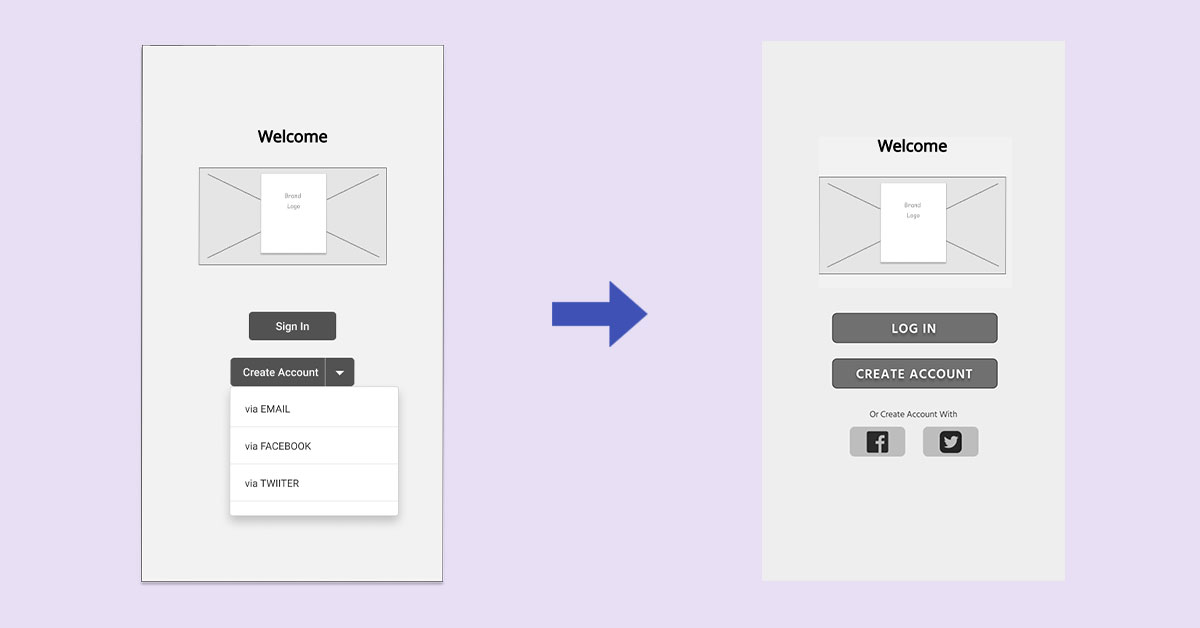 Welcome
Brand
Logo
Sign In
Create Account
via EMAIL
via FACEBOOK
via TWIITER
Welcome
Brand
Logo
LOG IN
CREATE ACCOUNT
Or Create Account With